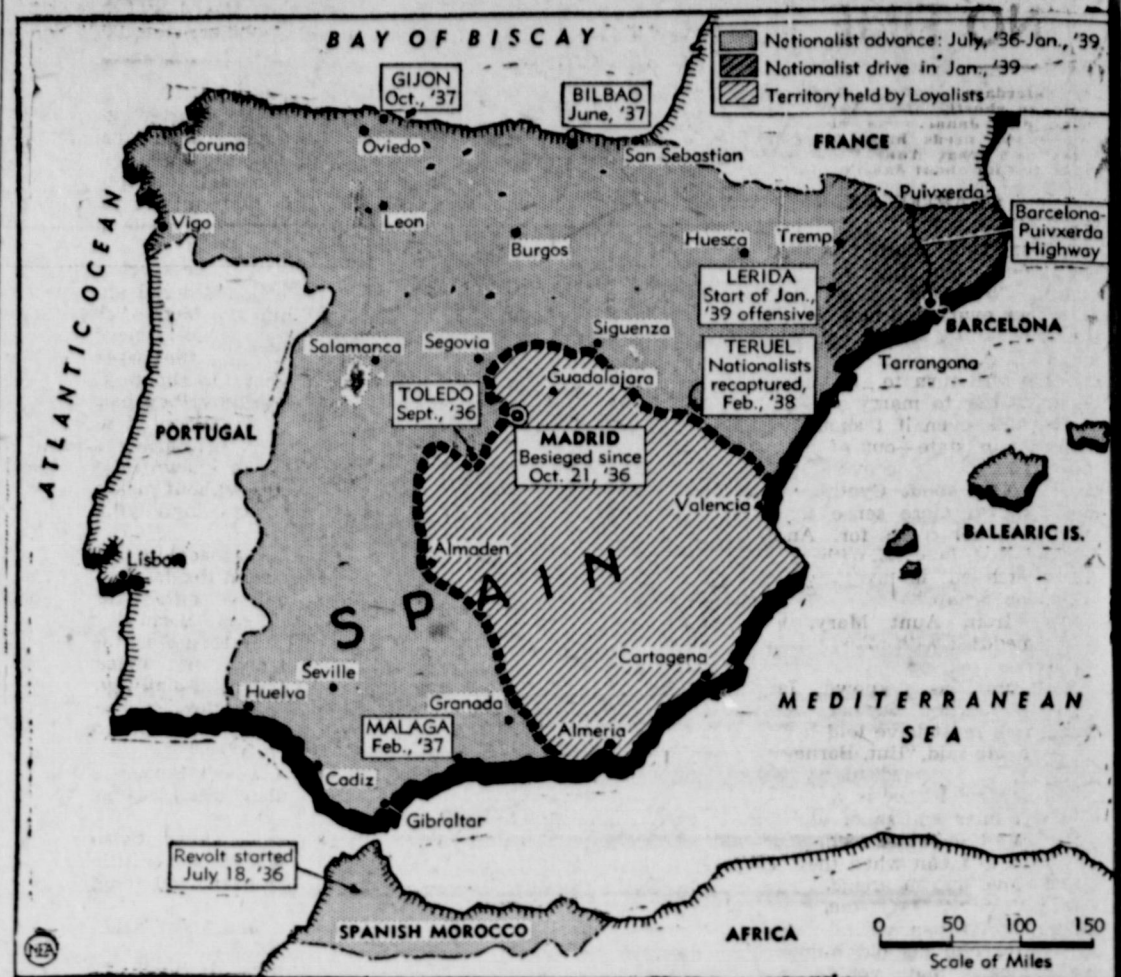 BAY OF BISCAY
Nationalist advance: July, '36-Jan., '39
Nationalist drive in Jan., '39
Territory held by Loyalists
GIJON
Oct., '37
BILBAO
June, '37
Coruna
Oviedo
San Sebastian
FRANCE
Puivxerda
Barcelona-
Puivxerda
Highway
ATLANTIC OCEAN
Vigo
Leon
Burgos
Huesca
Tremp
LERIDA
Start of Jan.,
'39 offensive
BARCELONA
Tarrangona
Salamanca
Segovia
Siguenza
Guadalajara
TERUEL
Nationalists
recaptured,
Feb., '38
TOLEDO
Sept., '36
PORTUGAL
MADRID
Besieged since
Oct. 21, '36
Valencia
BALEARIC IS.
Lisbon
Almaden
SPAIN
Cartagena
Seville
Huelva
Granada
MALAGA
Feb., '37
Almeria
MEDITERRANEAN
SEA
Cadiz
Gibraltar
Revolt started
July 18, '36
SPANISH MOROCCO
AFRICA
0 50 100 150
Scale of Miles
NEA